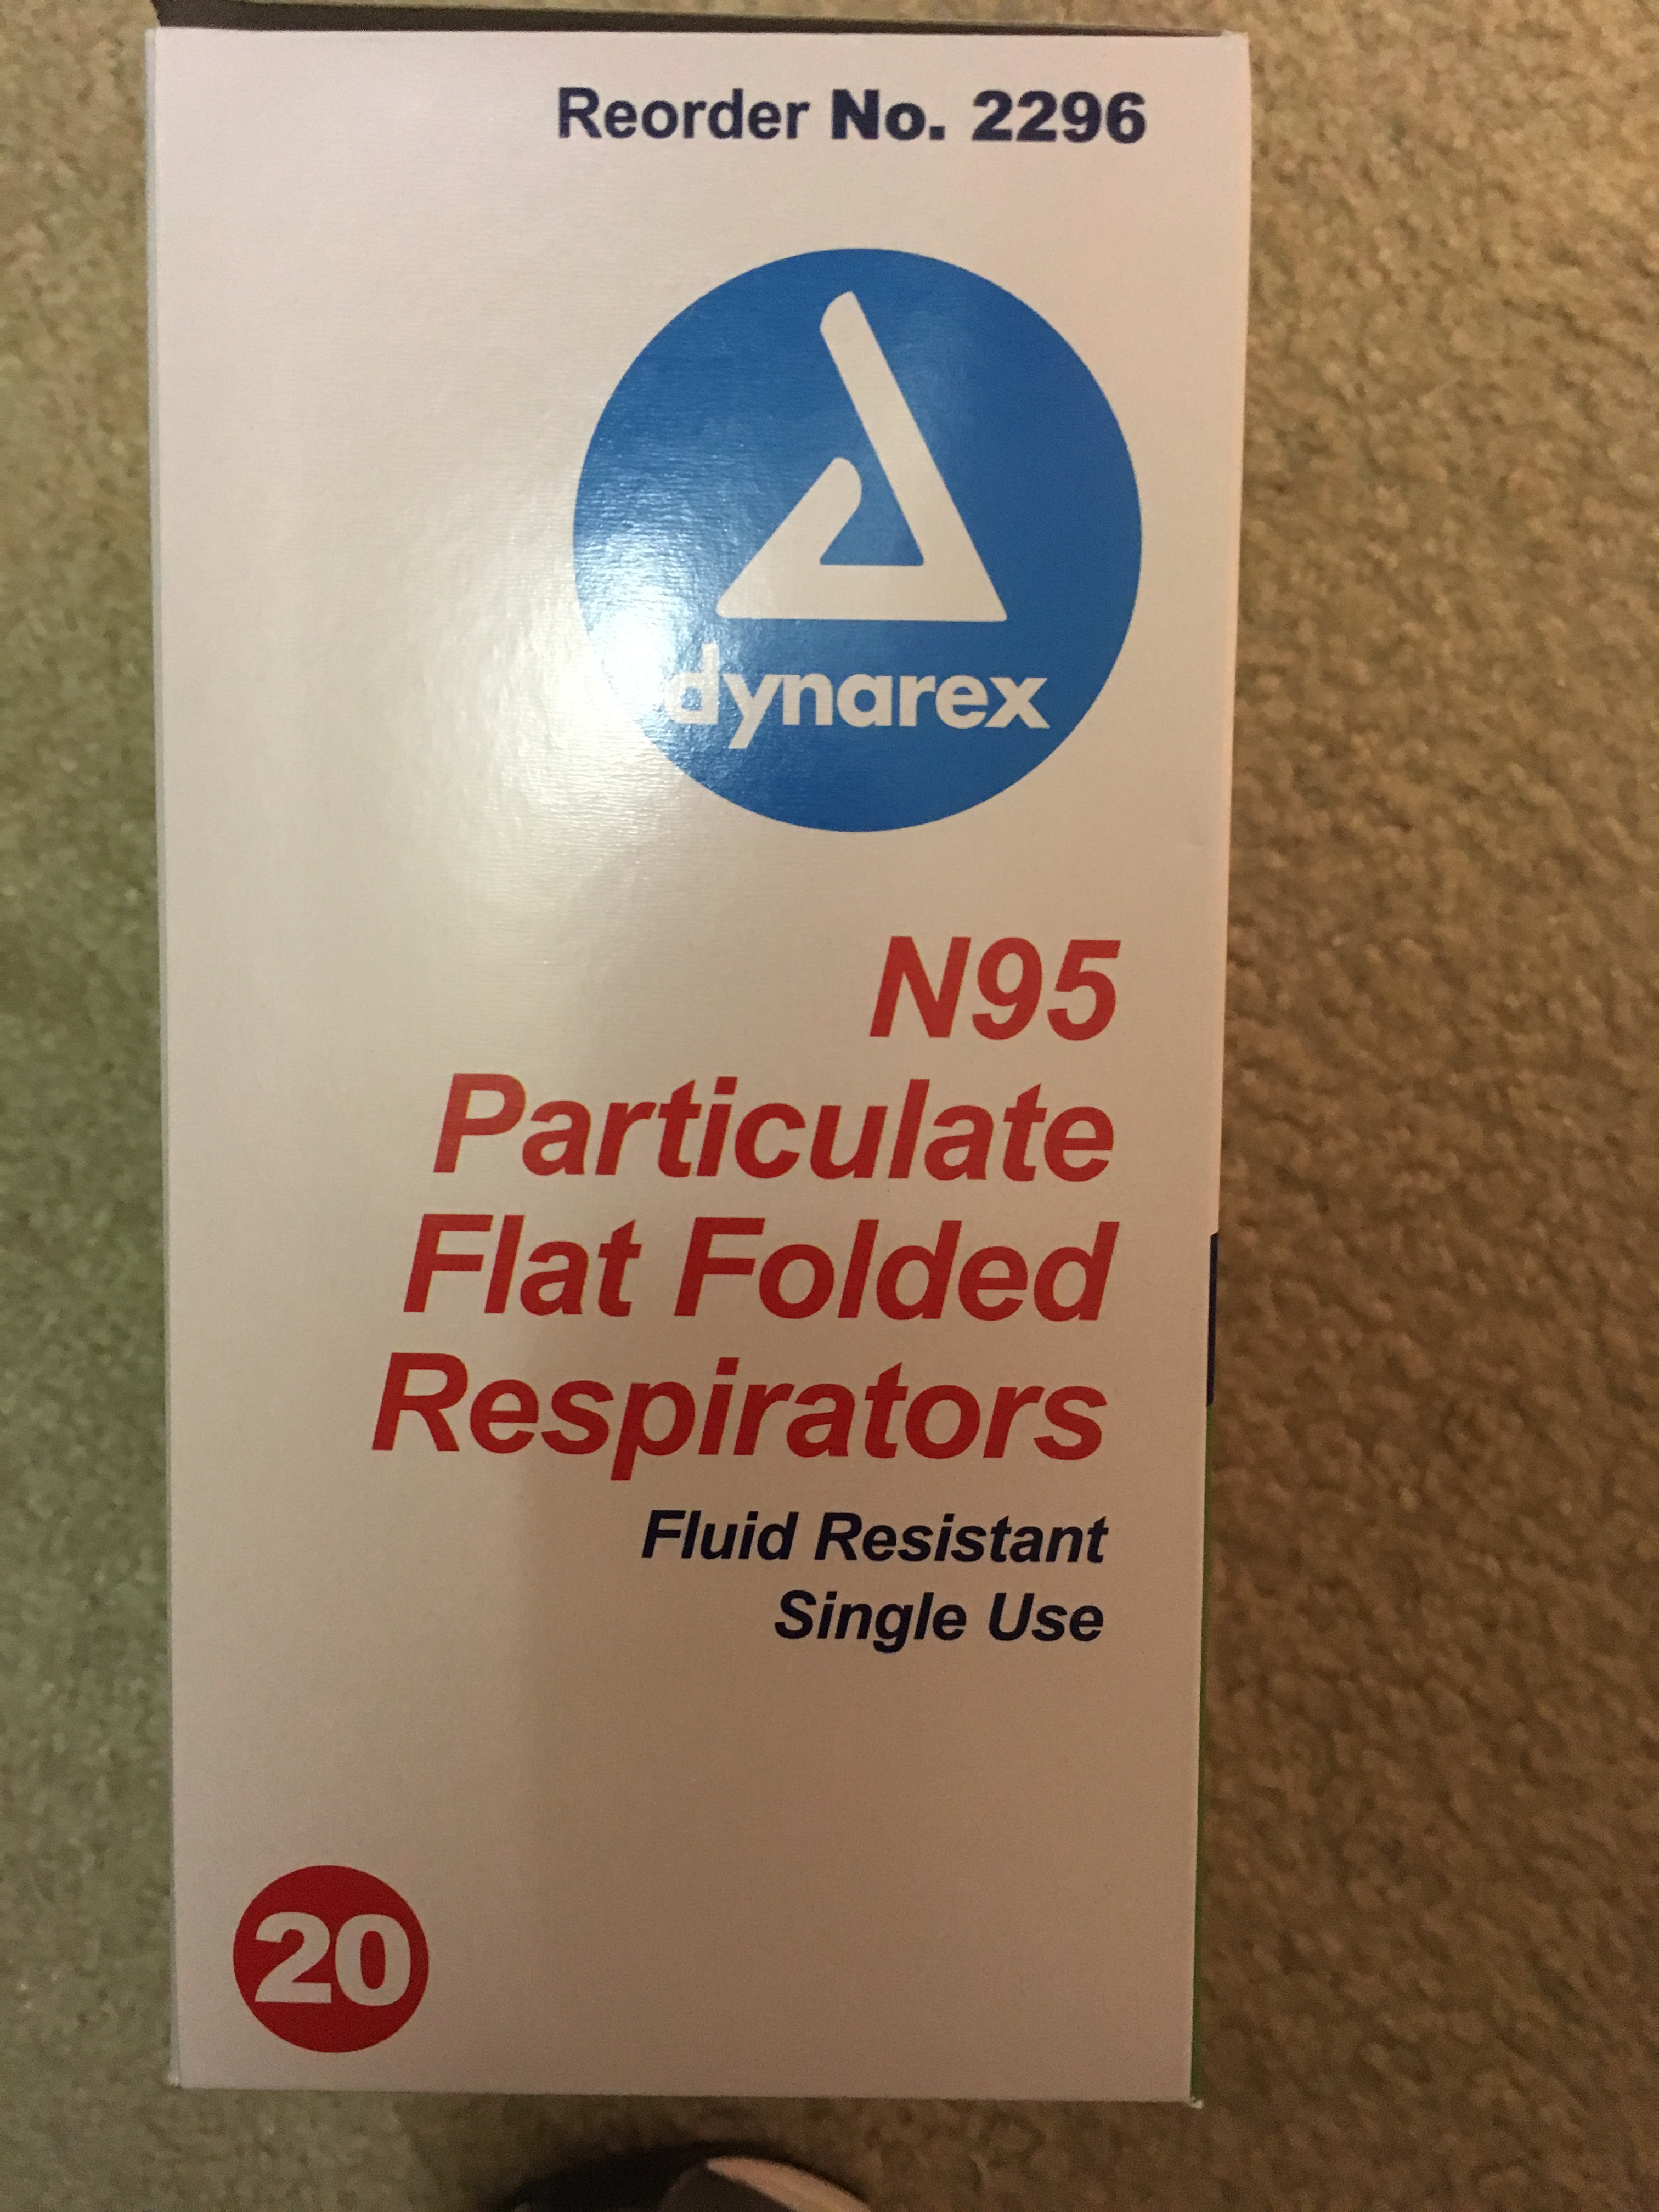 Reorder No. 2296
dynarex
N95
Particulate
Flat Folded
Respirators
Fluid Resistant
Single Use
20